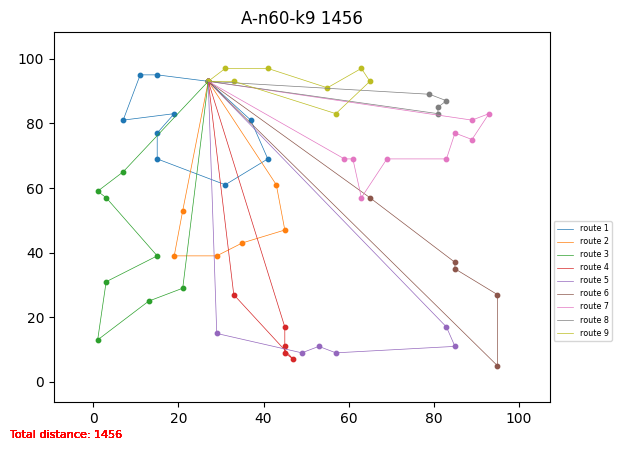 A-n60-k9 1456
100
80
60
40
20
0
0 20 40 60 80 100
route 1
route 2
route 3
route 4
route 5
route 6
route 7
route 8
route 9
Total distance: 1456